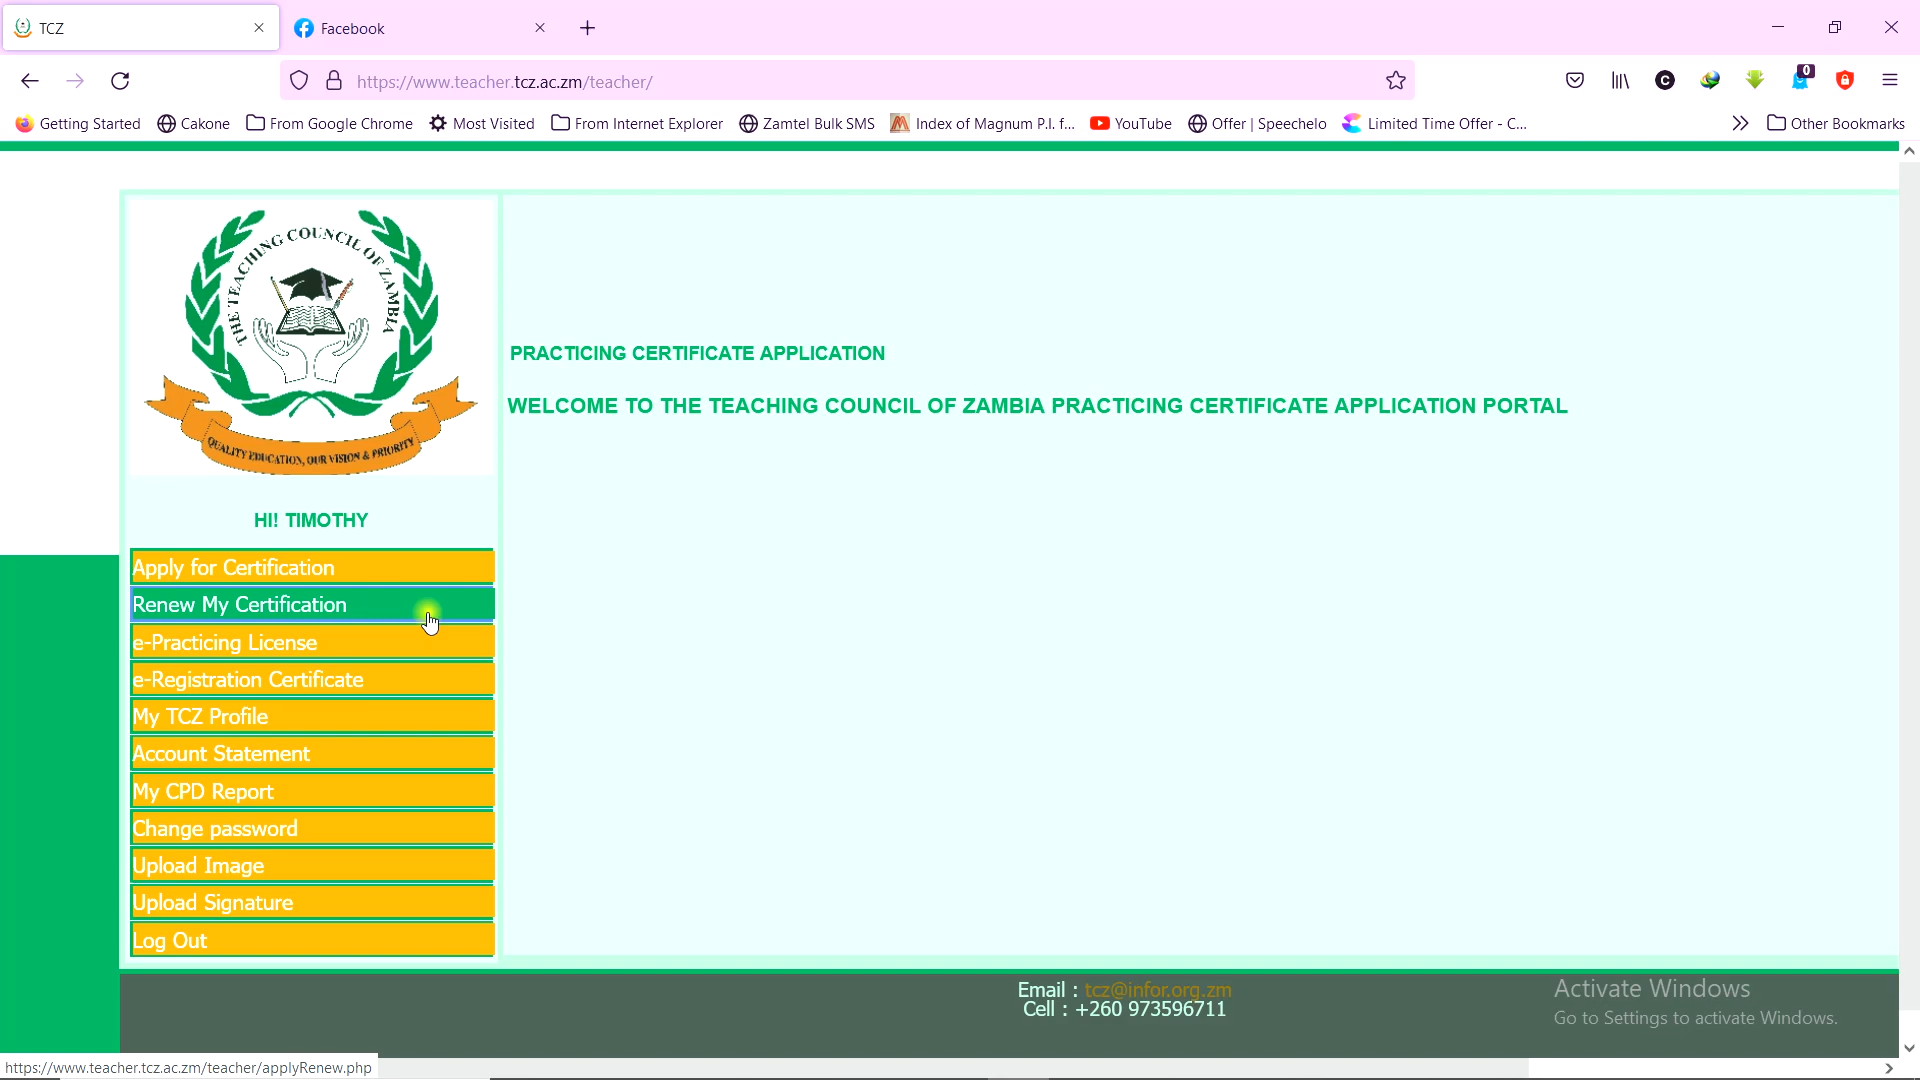 TCZ
Facebook
https://www.teacher.tcz.ac.zm/teacher/
0
Getting Started
Cakone
From Google Chrome
Most Visited
From Internet Explorer
Zamtel Bulk SMS
Index of Magnum P.I. f...
YouTube
Offer | Speechelo
Limited Time Offer - C...
Other Bookmarks
THE TEACHING COUNCIL OF ZAMBIA
QUALITY EDUCATION, OUR VISION & PRIORITY
PRACTICING CERTIFICATE APPLICATION
WELCOME TO THE TEACHING COUNCIL OF ZAMBIA PRACTICING CERTIFICATE APPLICATION PORTAL
HI! TIMOTHY
Apply for Certification
Renew My Certification
e-Practicing License
e-Registration Certificate
My TCZ Profile
Account Statement
My CPD Report
Change password
Upload Image
Upload Signature
Log Out
Email : tcz@infor.org.zm
Cell : +260 973596711
Activate Windows
Go to Settings to activate Windows.
https://www.teacher.tcz.ac.zm/teacher/applyRenew.php